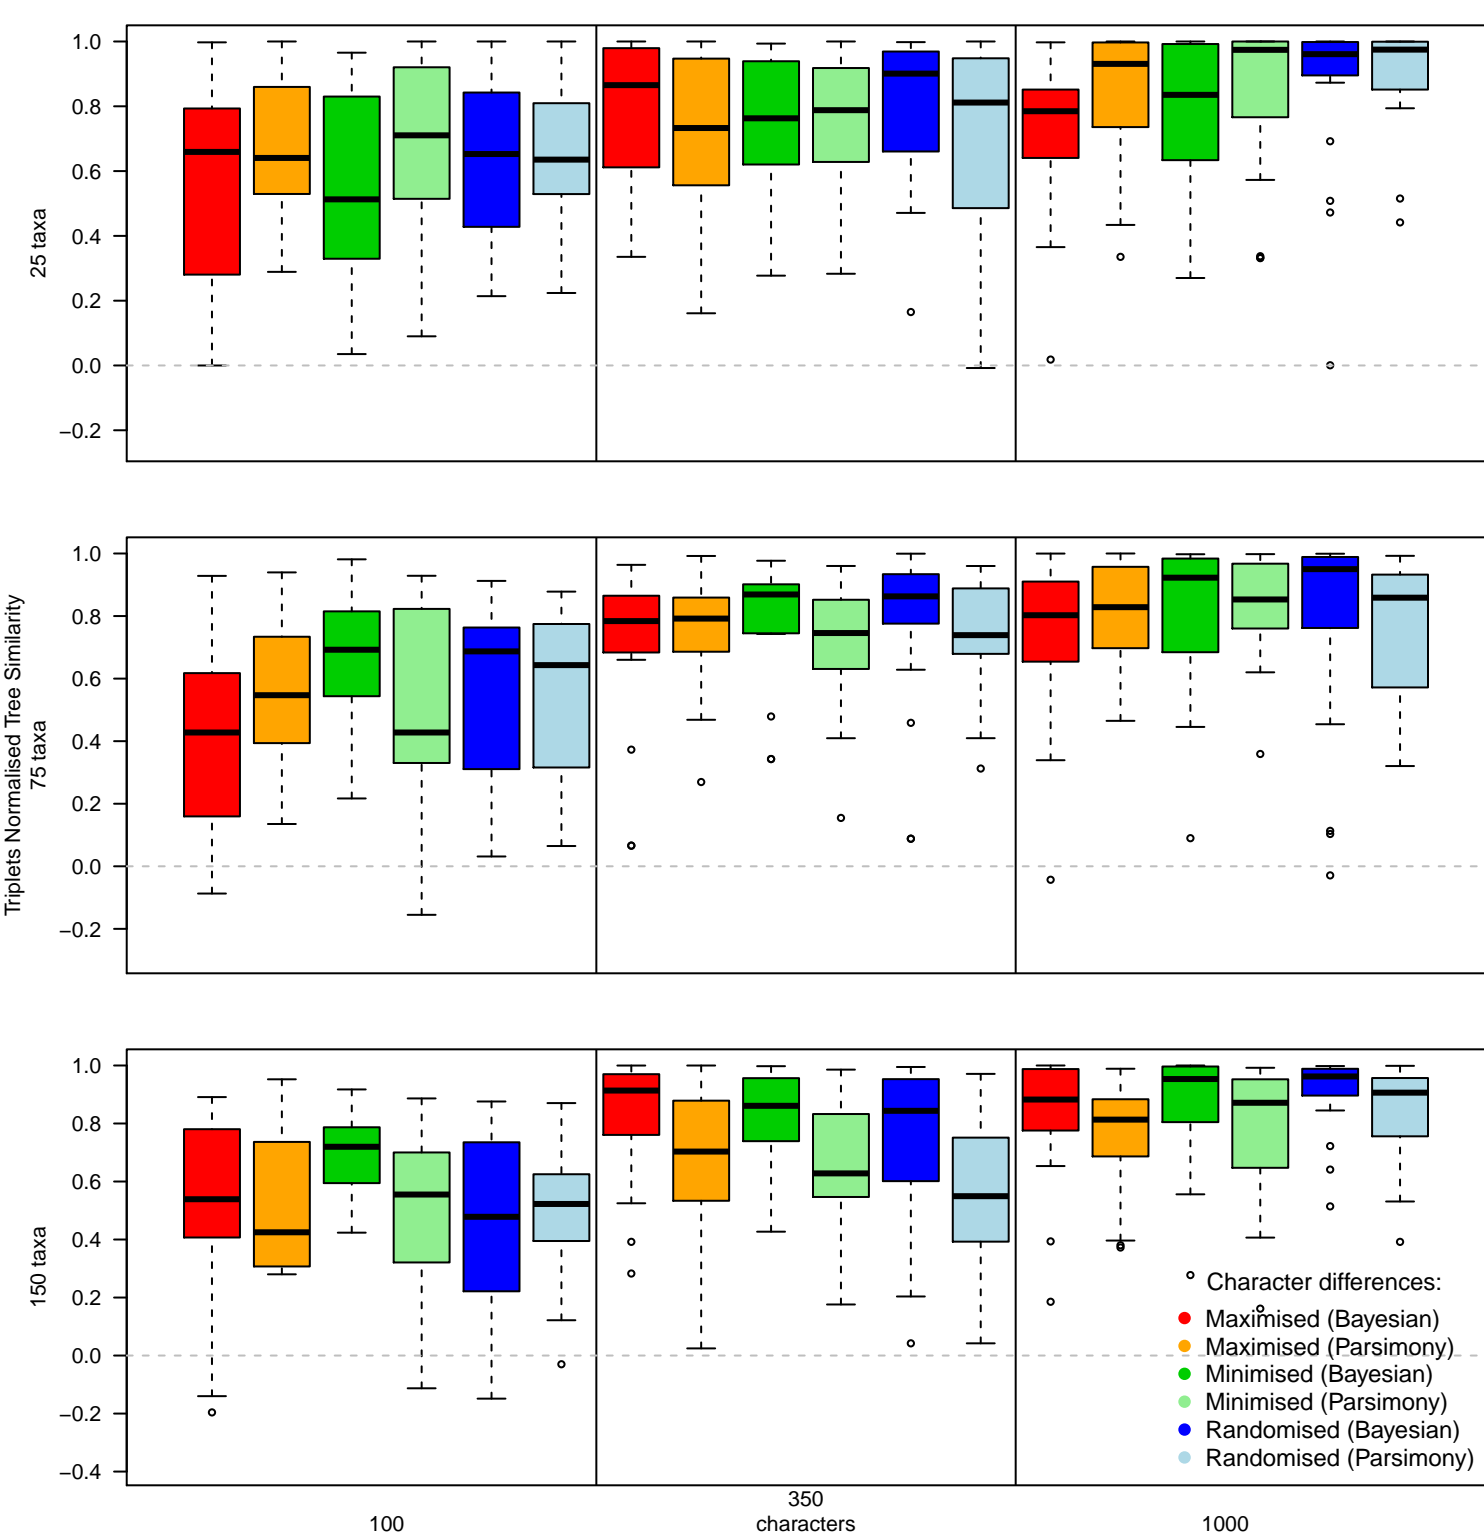 1.0
0.8
0.6
0.4
0.2
0.0
−0.2
25 taxa
1.0
0.8
0.6
0.4
0.2
0.0
−0.2
Triplets Normalised Tree Similarity
75 taxa
1.0
0.8
0.6
0.4
0.2
0.0
−0.2
−0.4
150 taxa
Character differences:
Maximised (Bayesian)
Maximised (Parsimony)
Minimised (Bayesian)
Minimised (Parsimony)
Randomised (Bayesian)
Randomised (Parsimony)
100
350
characters
1000